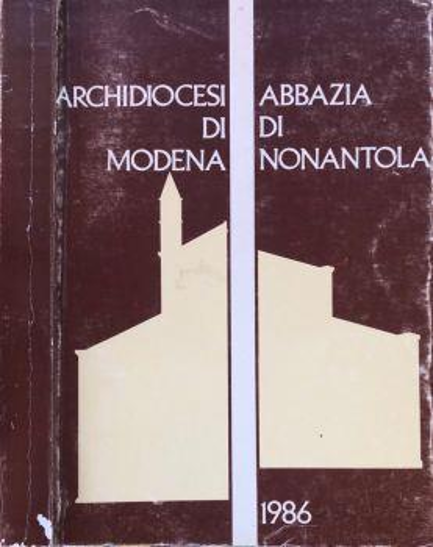 ARCHIDIOCESI
DI
MODENA
ABBAZIA
DI
NONANTOLA
1986